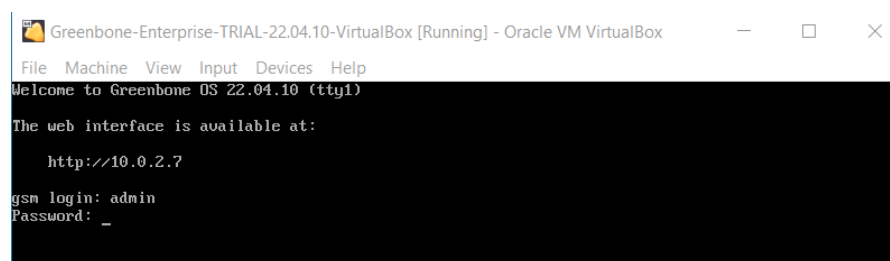 Greenbone-Enterprise-TRIAL-22.04.10-VirtualBox [Running] - Oracle VM VirtualBox
File Machine View Input Devices Help
Welcome to Greenbone OS 22.04.10 (tty1)
The web interface is available at:
http://10.0.2.7
gsm login: admin
Password: _